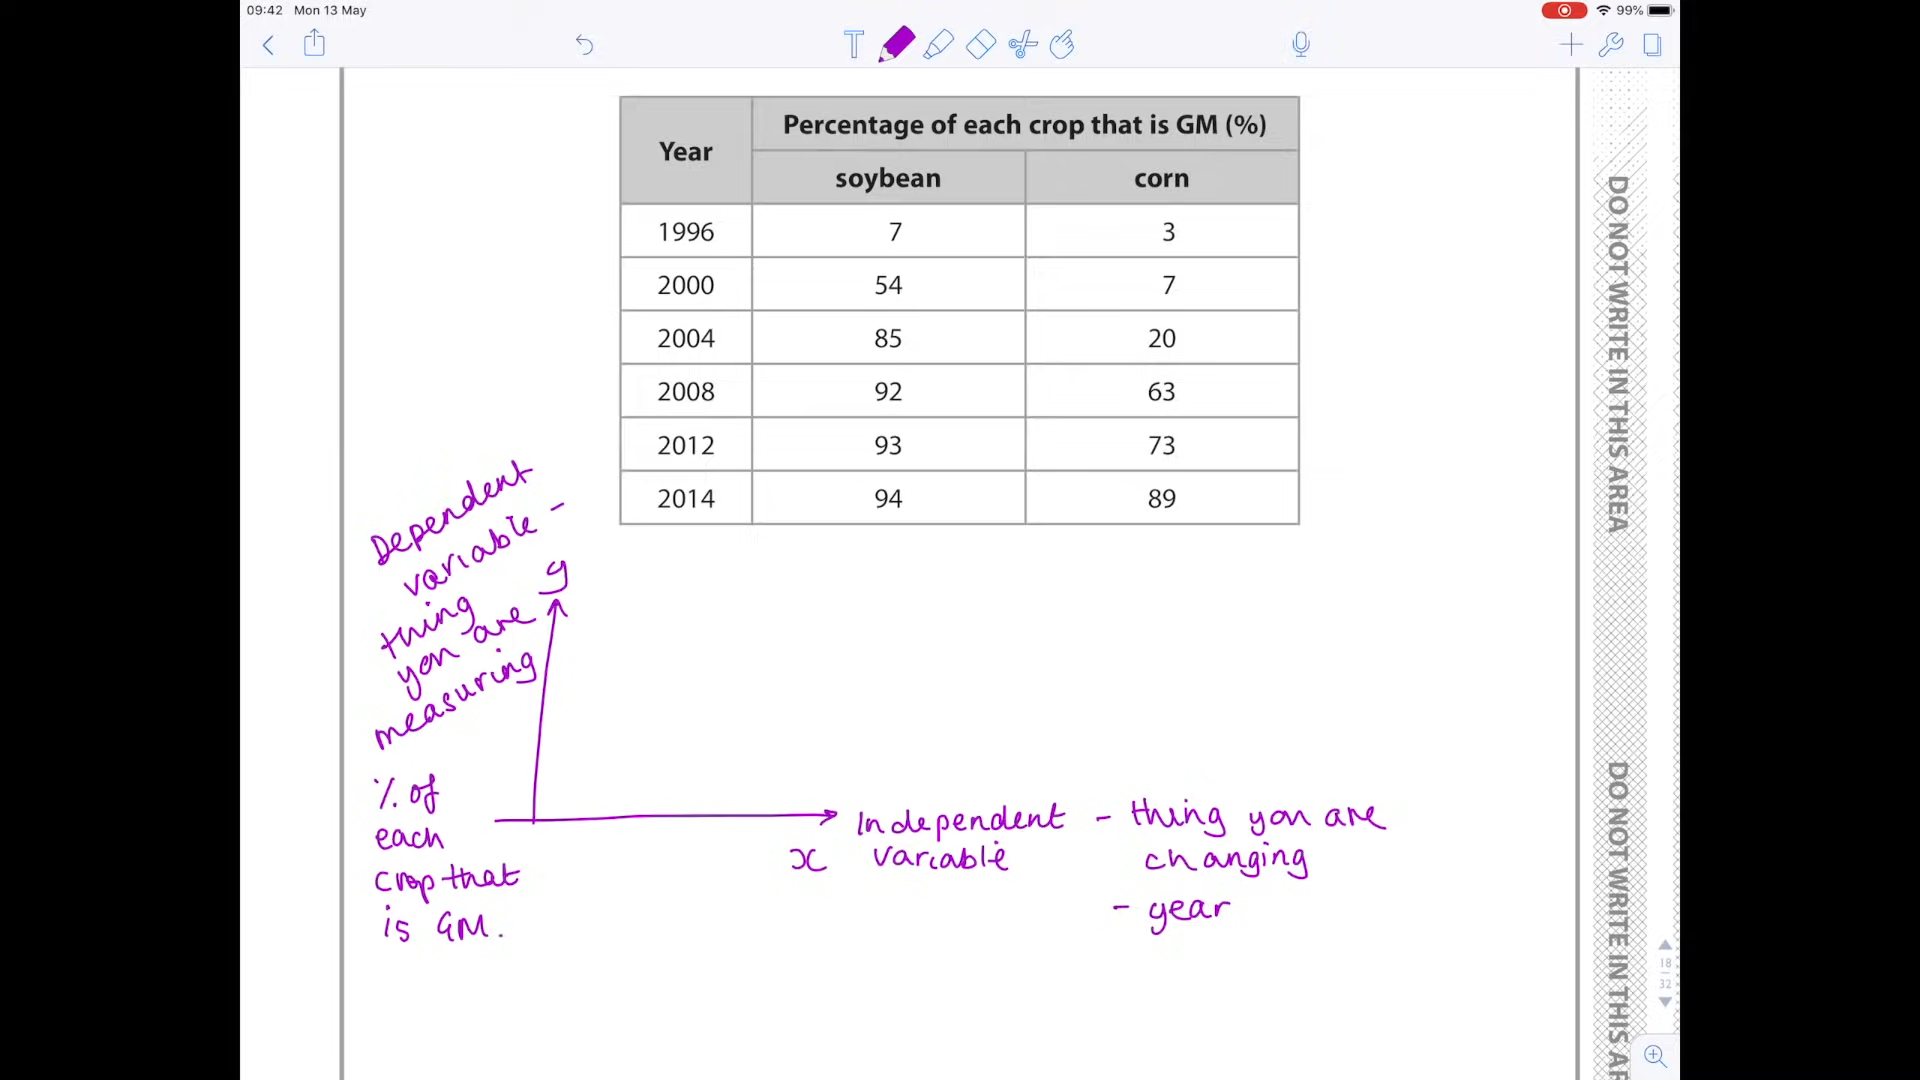 09:42 Mon 13 May
99%
T
Year
Percentage of each crop that is GM (%)
soybean corn
1996 7 3
2000 54 7
2004 85 20
2008 92 63
2012 93 73
2014 94 89
Dependent
variable -
thing
you are
measuring
y
% of
each
crop that
is GM.
x
Independent
variable
- thing you are
changing
- year
DO NOT WRITE IN THIS AREA
DO NOT WRITE IN THIS AR
18
32